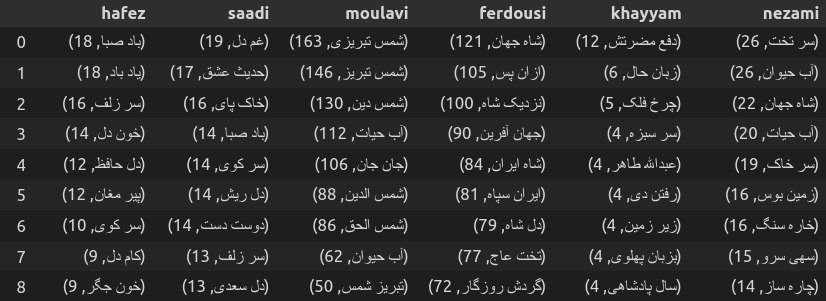 hafez saadi moulavi ferdousi khayyam nezami
0 (باد صبا, 18) (غم دل, 19) (شمس تبریزی, 163) (شاه جهان, 121) (دفع مضرتش, 12) (سر تخت, 26)
1 (یاد باد, 18) (حدیث عشق, 17) (شمس تبریز, 146) (ازان پس, 105) (زبان حال, 6) (آب حیوان, 26)
2 (سر زلف, 16) (خاک پای, 16) (شمس دین, 130) (نزدیک شاه, 100) (چرخ فلک, 5) (شاه جهان, 22)
3 (خون دل, 14) (باد صبا, 14) (آب حیات, 112) (جهان آفرین, 90) (سر سبزه, 4) (آب حیات, 20)
4 (دل حافظ, 12) (سر کوی, 14) (جان جان, 106) (شاه ایران, 84) (عبدالله طاهر, 4) (سر خاک, 19)
5 (پیر مغان, 12) (دل ریش, 14) (شمس الدین, 88) (ایران سپاه, 81) (رفتن دی, 4) (زمین بوس, 16)
6 (سر کوی, 10) (دوست دست, 14) (شمس الحق, 86) (دل شاه, 79) (زیر زمین, 4) (خاره سنگ, 16)
7 (کام دل, 9) (سر زلف, 13) (آب حیوان, 62) (تخت عاج, 77) (بزبان پهلوی, 4) (سهی سرو, 15)
8 (خون جگر, 9) (دل سعدی, 13) (تبریز شمس, 50) (گردش روزگار, 72) (سال پادشاهی, 4) (چاره ساز, 14)